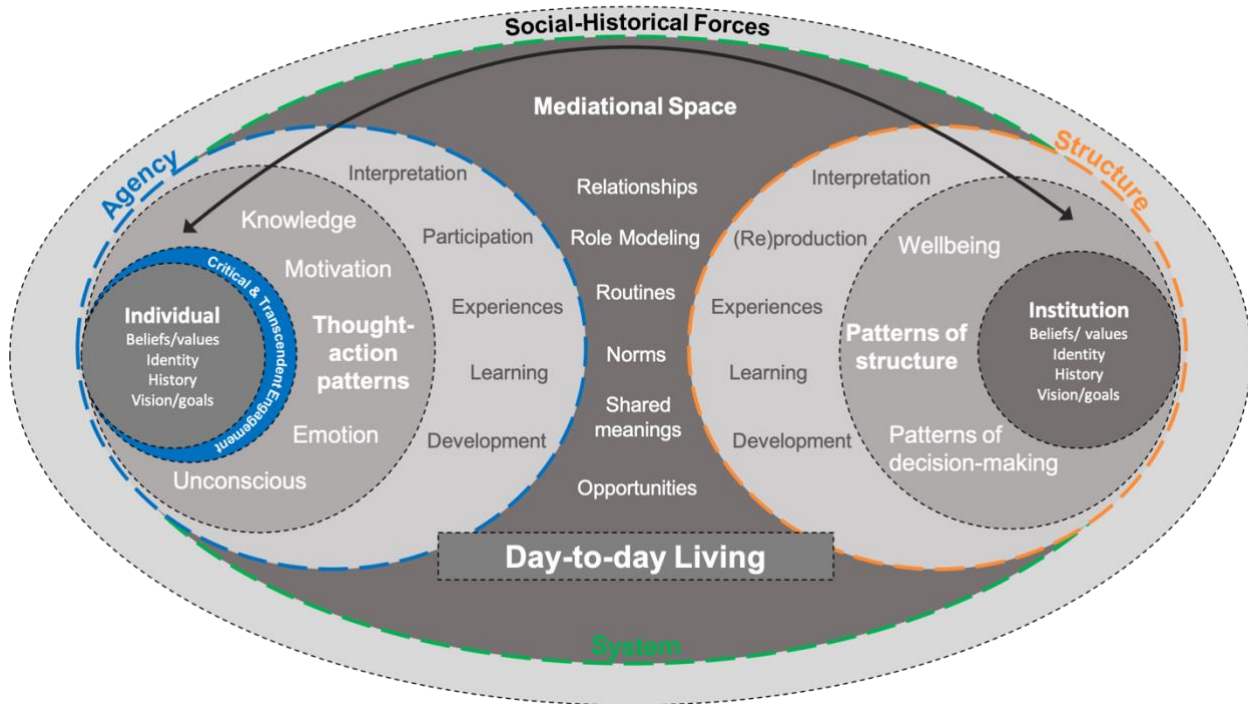 Social-Historical Forces
Mediational Space
Agency
Structure
Interpretation
Knowledge
Participation
Motivation
Critical & Transcendent Engagement
Experiences
Individual
Beliefs/values
Identity
History
Vision/goals
Thought-
action
patterns
Learning
Emotion
Development
Unconscious
Relationships
Role Modeling
Routines
Norms
Shared
meanings
Opportunities
Interpretation
(Re)production
Wellbeing
Experiences
Patterns of
structure
Institution
Beliefs/ values
Identity
History
Vision/goals
Learning
Development
Patterns of
decision-making
Day-to-day Living
System